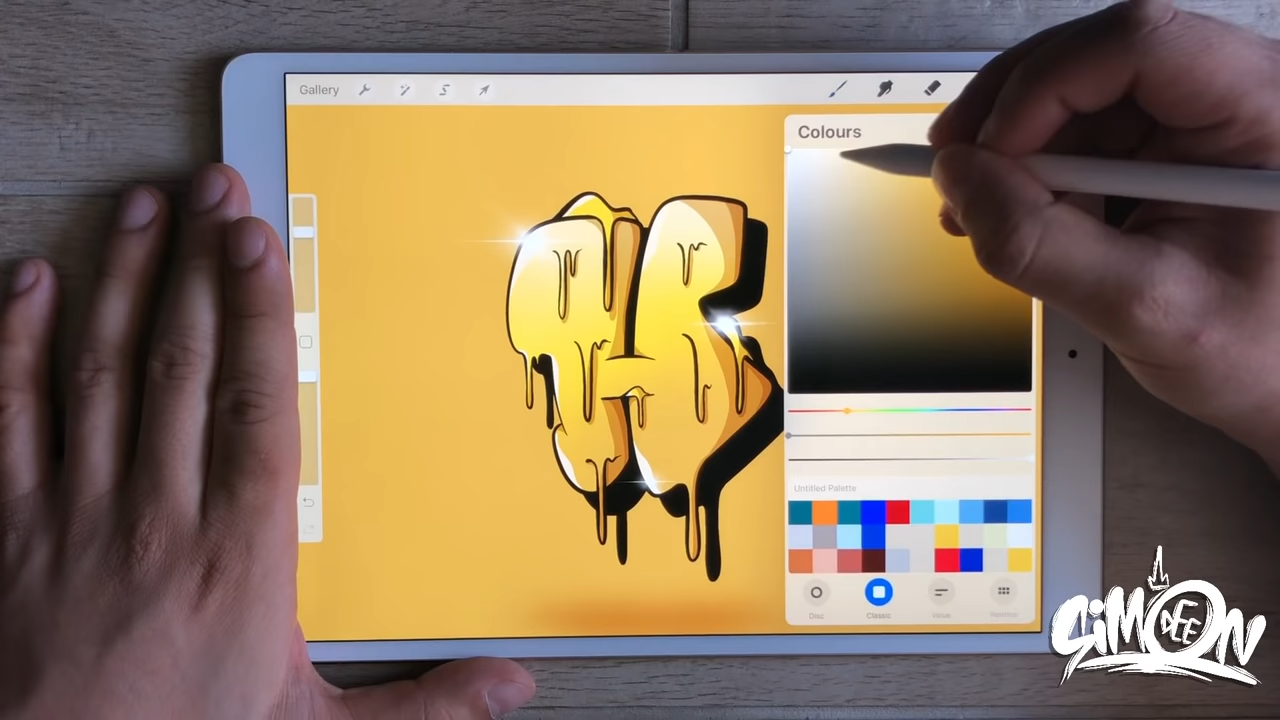 Gallery
Colours
Untitled Palette
Disc
Classic
Value
Palettes
SiMON
DEE